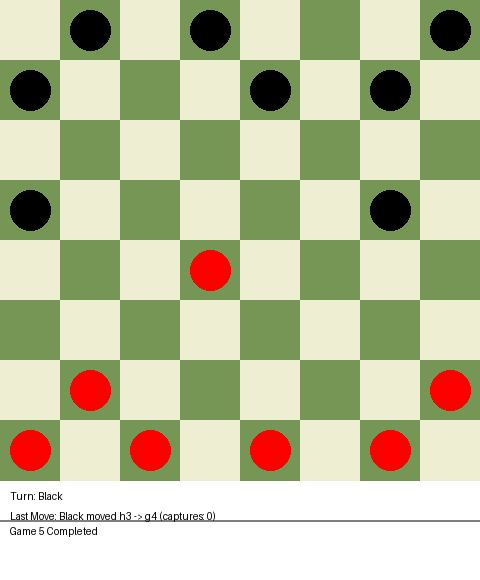 Turn: Black
Last Move: Black moved h3 -> g4 (captures: 0)
Game 5 Completed